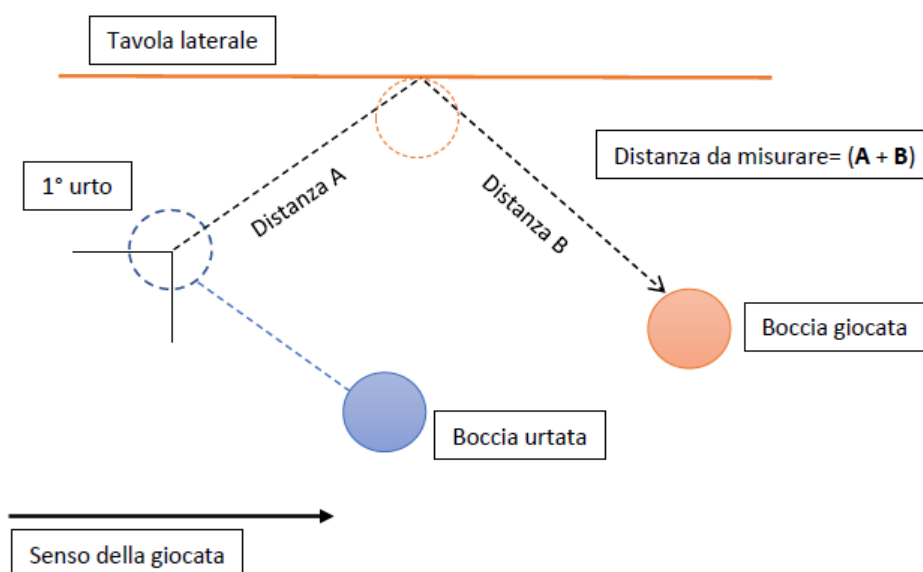 Tavola laterale
1° urto
Distanza A
Distanza B
Distanza da misurare= (A + B)
Boccia giocata
Boccia urtata
Senso della giocata